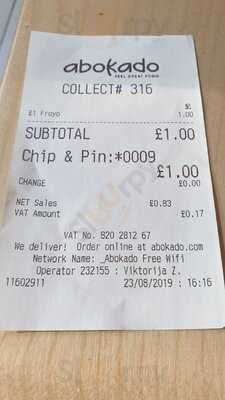 abokado
FEEL GREAT FOOD
COLLECT# 316
£
£1 Froyo 1.00
SUBTOTAL £1.00
Chip & Pin:*0009
£1.00
CHANGE £0.00
NET Sales £0.83
VAT Amount £0.17
VAT No. 820 2812 67
We deliver! Order online at abokado.com
Network Name: _Abokado Free Wifi
Operator 232155 : Viktorija Z.
11602911 23/08/2019 : 16:16